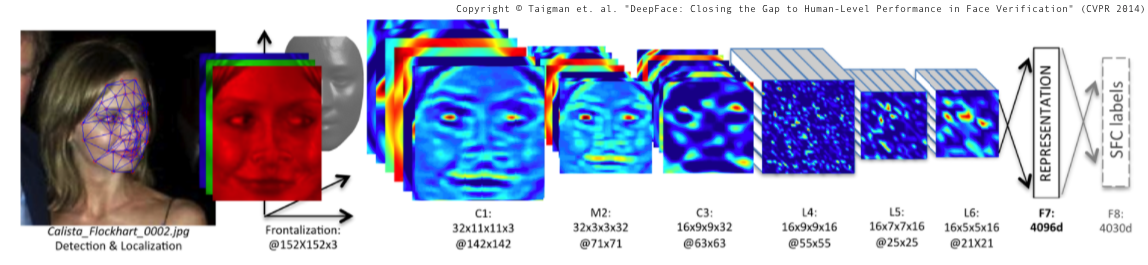 Copyright © Taigman et. al. "DeepFace: Closing the Gap to Human-Level Performance in Face Verification" (CVPR 2014)
Calista_Flockhart_0002.jpg
Detection & Localization
Frontalization:
@152X152x3
C1:
32x11x11x3
@142x142
M2:
32x3x3x32
@71x71
C3:
16x9x9x32
@63x63
L4:
16x9x9x16
@55x55
L5:
16x7x7x16
@25x25
L6:
16x5x5x16
@21X21
REPRESENTATION
F7:
4096d
SFC labels
F8:
4030d